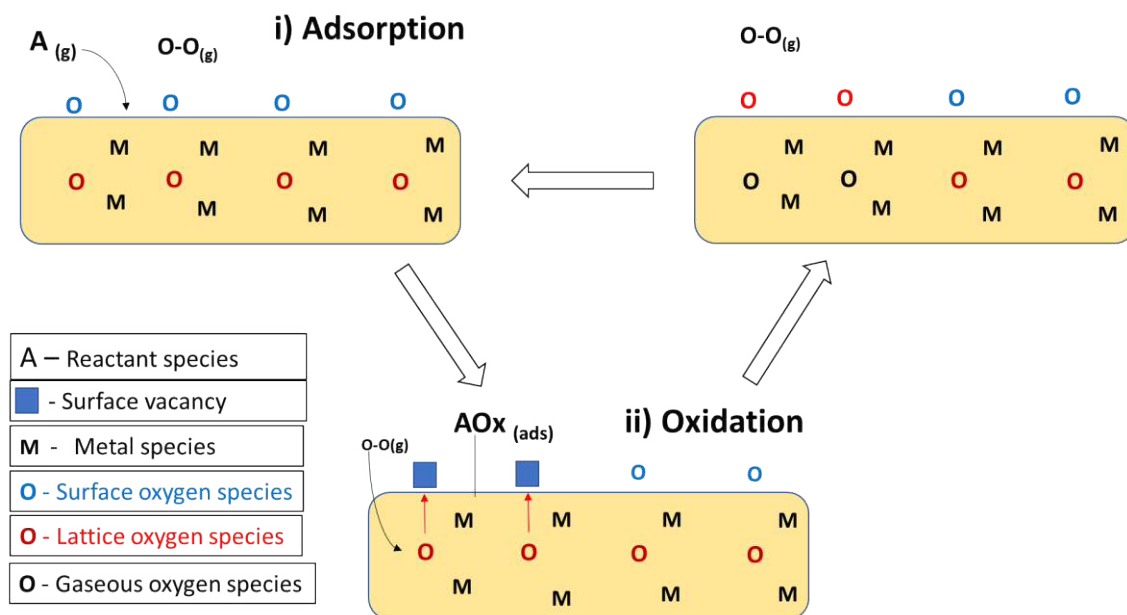 i) Adsorption
A (g)
O-O(g)
O-O(g)
O O O O
O O O O
M M M M
M M M M
O O O O
O O O O
M M M M
M M M M
A – Reactant species
- Surface vacancy
M - Metal species
O - Surface oxygen species
O - Lattice oxygen species
O - Gaseous oxygen species
AOx (ads)
ii) Oxidation
O-O(g)
O O
M M M M
O O O O
M M M M